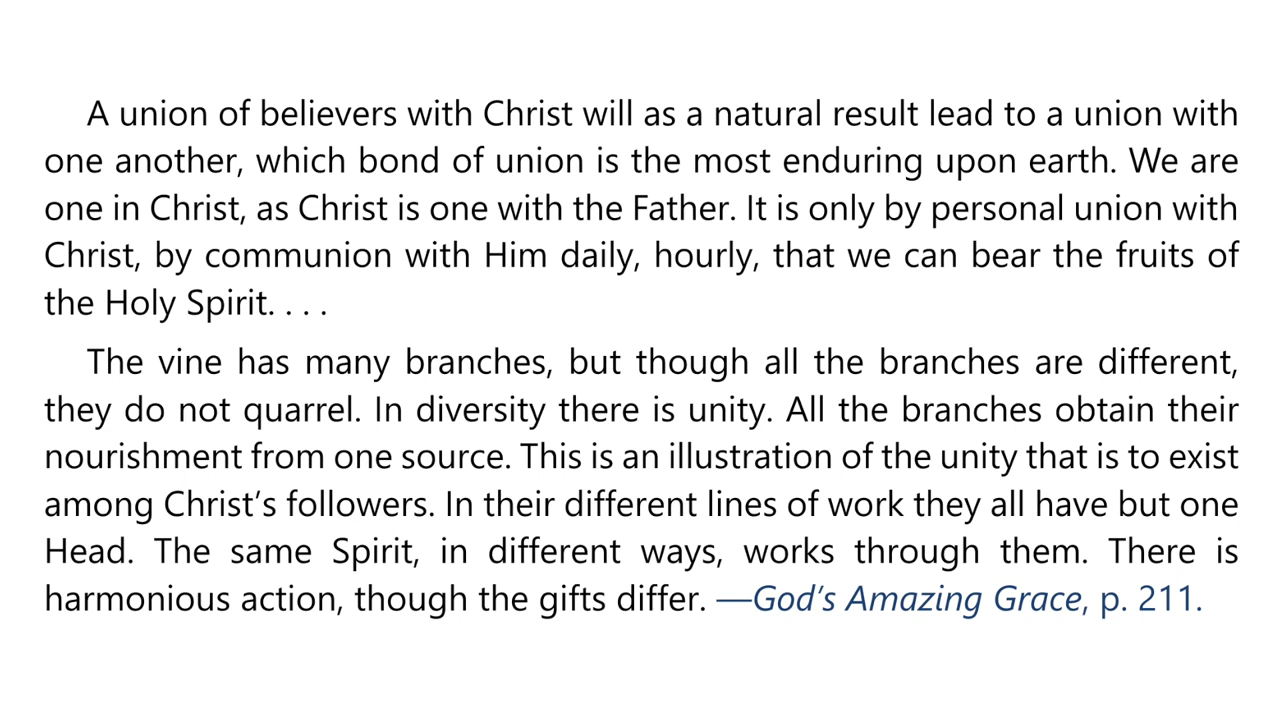 A union of believers with Christ will as a natural result lead to a union with
one another, which bond of union is the most enduring upon earth. We are
one in Christ, as Christ is one with the Father. It is only by personal union with
Christ, by communion with Him daily, hourly, that we can bear the fruits of
the Holy Spirit. . . .
The vine has many branches, but though all the branches are different,
they do not quarrel. In diversity there is unity. All the branches obtain their
nourishment from one source. This is an illustration of the unity that is to exist
among Christ’s followers. In their different lines of work they all have but one
Head. The same Spirit, in different ways, works through them. There is
harmonious action, though the gifts differ. —God’s Amazing Grace, p. 211.